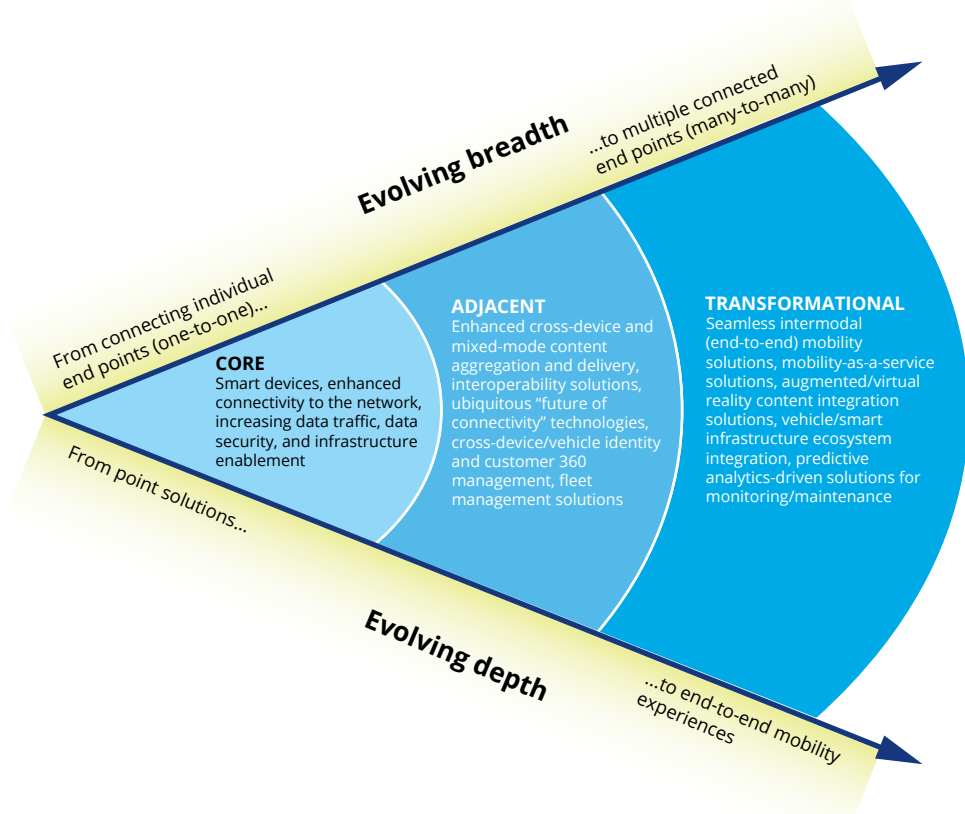 Evolving breadth
From connecting individual
end points (one-to-one)...
...to multiple connected
end points (many-to-many)
CORE
Smart devices, enhanced
connectivity to the network,
increasing data traffic, data
security, and infrastructure
enablement
ADJACENT
Enhanced cross-device and
mixed-mode content
aggregation and delivery,
interoperability solutions,
ubiquitous “future of
connectivity” technologies,
cross-device/vehicle identity
and customer 360
management, fleet
management solutions
TRANSFORMATIONAL
Seamless intermodal
(end-to-end) mobility
solutions, mobility-as-a-service
solutions, augmented/virtual
reality content integration
solutions, vehicle/smart
infrastructure ecosystem
integration, predictive
analytics-driven solutions for
monitoring/maintenance
From point solutions...
Evolving depth
...to end-to-end mobility
experiences